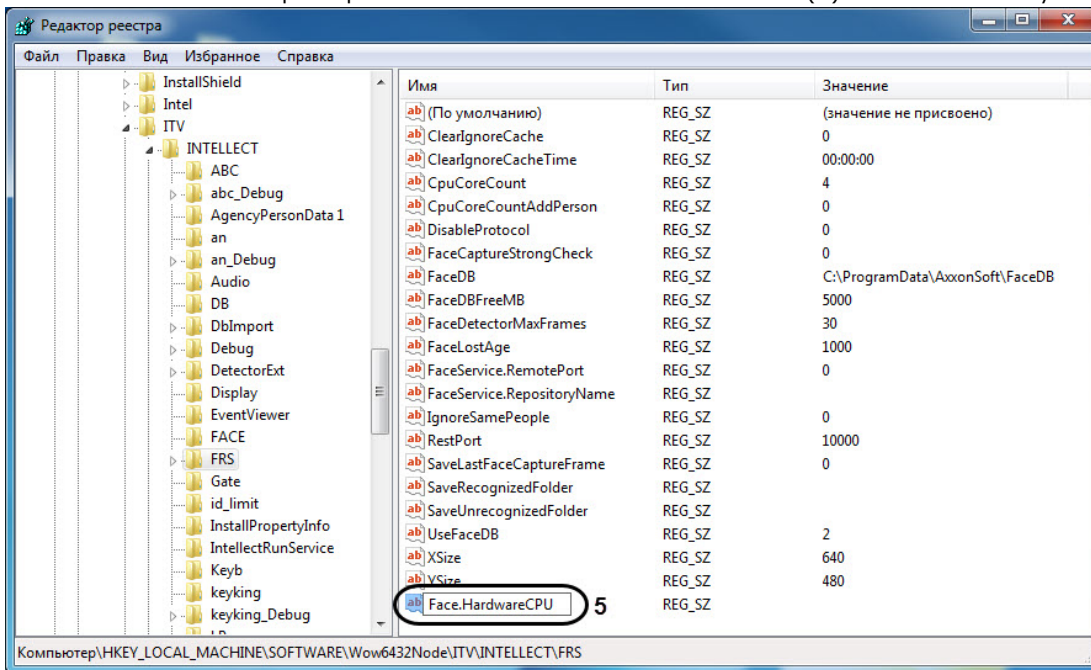 Редактор реестра
Файл Правка Вид Избранное Справка
InstallShield
Intel
ITV
INTELLECT
ABC
abc_Debug
AgencyPersonData 1
an
an_Debug
Audio
DB
DbImport
Debug
DetectorExt
Display
EventViewer
FACE
FRS
Gate
id_limit
InstallPropertyInfo
IntellectRunService
Keyb
keyking
keyking_Debug
Имя Тип Значение
(По умолчанию) REG_SZ (значение не присвоено)
ClearIgnoreCache REG_SZ 0
ClearIgnoreCacheTime REG_SZ 00:00:00
CpuCoreCount REG_SZ 4
CpuCoreCountAddPerson REG_SZ 0
DisableProtocol REG_SZ 0
FaceCaptureStrongCheck REG_SZ 0
FaceDB REG_SZ C:\ProgramData\AxxonSoft\FaceDB
FaceDBFreeMB REG_SZ 5000
FaceDetectorMaxFrames REG_SZ 30
FaceLostAge REG_SZ 1000
FaceService.RemotePort REG_SZ 0
FaceService.RepositoryName REG_SZ
IgnoreSamePeople REG_SZ 0
RestPort REG_SZ 10000
SaveLastFaceCaptureFrame REG_SZ 0
SaveRecognizedFolder REG_SZ
SaveUnrecognizedFolder REG_SZ
UseFaceDB REG_SZ 2
XSize REG_SZ 640
YSize REG_SZ 480
Face.HardwareCPU 5 REG_SZ
Компьютер\HKEY_LOCAL_MACHINE\SOFTWARE\Wow6432Node\ITV\INTELLECT\FRS